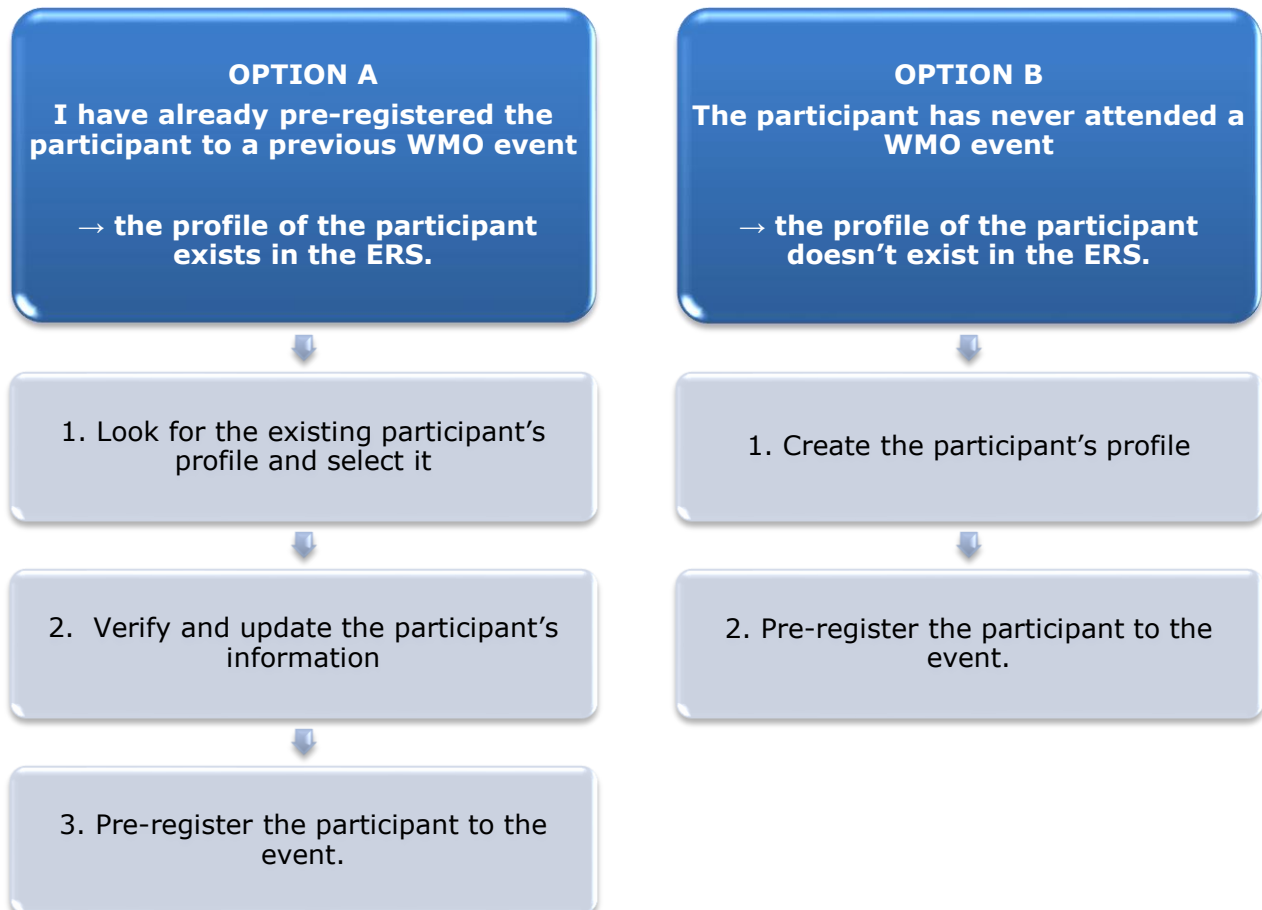 OPTION A
I have already pre-registered the
participant to a previous WMO event
→ the profile of the participant
exists in the ERS.
1. Look for the existing participant’s
profile and select it
2. Verify and update the participant’s
information
3. Pre-register the participant to the
event.
OPTION B
The participant has never attended a
WMO event
→ the profile of the participant
doesn’t exist in the ERS.
1. Create the participant’s profile
2. Pre-register the participant to the
event.